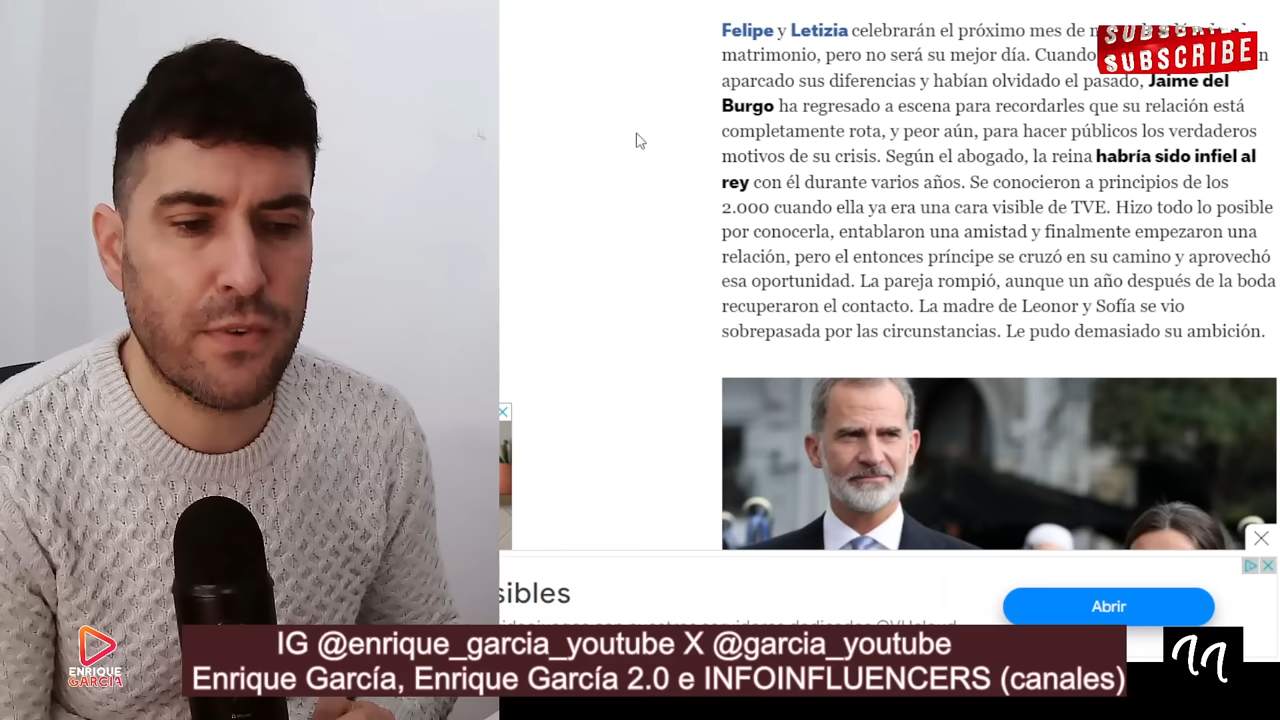 Felipe y Letizia celebrarán el próximo mes de
matrimonio, pero no será su mejor día. Cuando
aparcado sus diferencias y habían olvidado el pasado, Jaime del
Burgo ha regresado a escena para recordarles que su relación está
completamente rota, y peor aún, para hacer públicos los verdaderos
motivos de su crisis. Según el abogado, la reina habría sido infiel al
rey con él durante varios años. Se conocieron a principios de los
2.000 cuando ella ya era una cara visible de TVE. Hizo todo lo posible
por conocerla, entablaron una amistad y finalmente empezaron una
relación, pero el entonces príncipe se cruzó en su camino y aprovechó
esa oportunidad. La pareja rompió, aunque un año después de la boda
recuperaron el contacto. La madre de Leonor y Sofía se vio
sobrepasada por las circunstancias. Le pudo demasiado su ambición.
SUBSCRIBE
SUBSCRIBE
sibles
Abrir
IG @enrique_garcia_youtube X @garcia_youtube
Enrique García, Enrique García 2.0 e INFOINFLUENCERS (canales)
ENRIQUE
GARCÍA